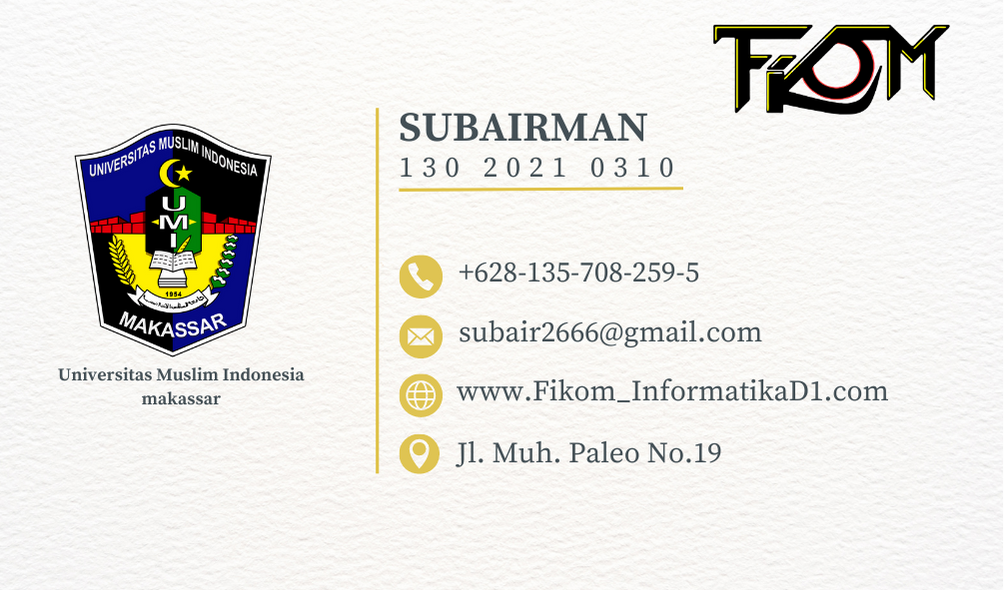 FiKOM
SUBAIRMAN
130 2021 0310
UNIVERSITAS MUSLIM INDONESIA
UMI
1954
MAKASSAR
Universitas Muslim Indonesia
makassar
+628-135-708-259-5
subair2666@gmail.com
www.Fikom_InformatikaD1.com
Jl. Muh. Paleo No.19